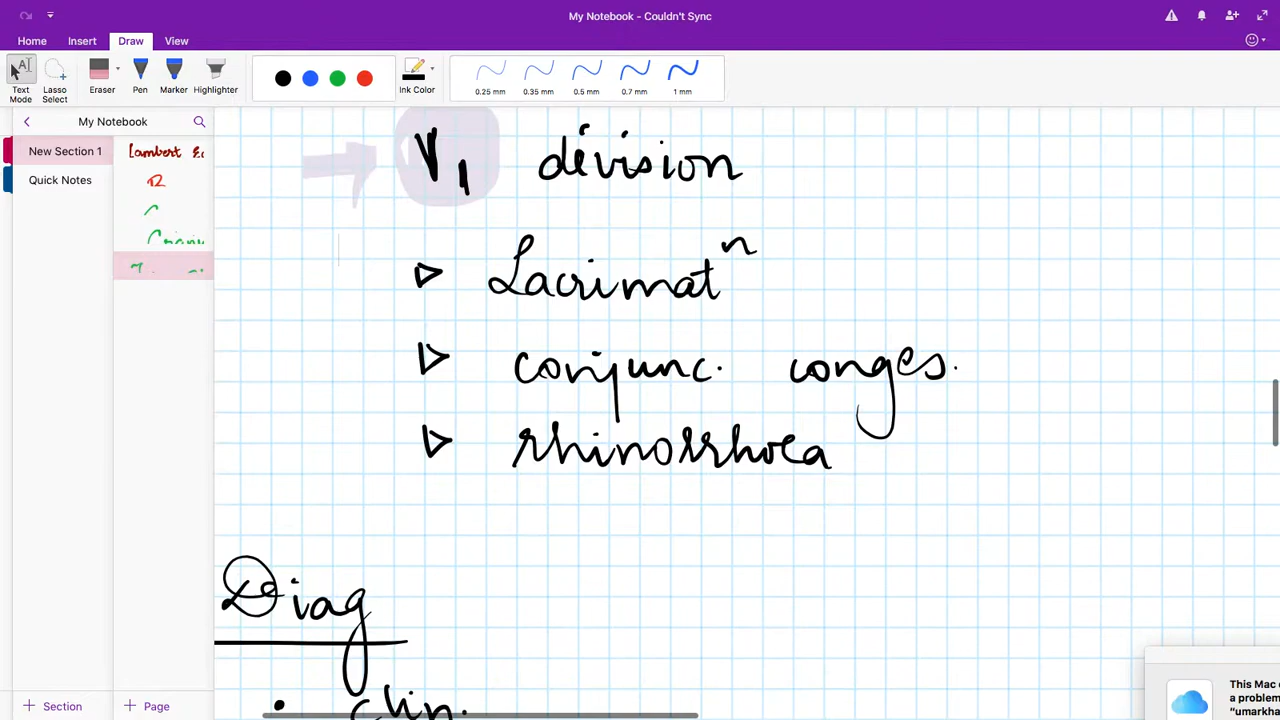 My Notebook - Couldn't Sync
Home Insert Draw View
Text Mode
Lasso Select
Eraser
Pen
Marker
Highlighter
Ink Color
0.25 mm 0.35 mm 0.5 mm 0.7 mm 1 mm
My Notebook
New Section 1
Quick Notes
Lambert
V1 division
Lacrimatⁿ
conjunc. conges.
rhinorrhoea
Diag
clin.
+ Section + Page
This Mac
a problem
"umarkha